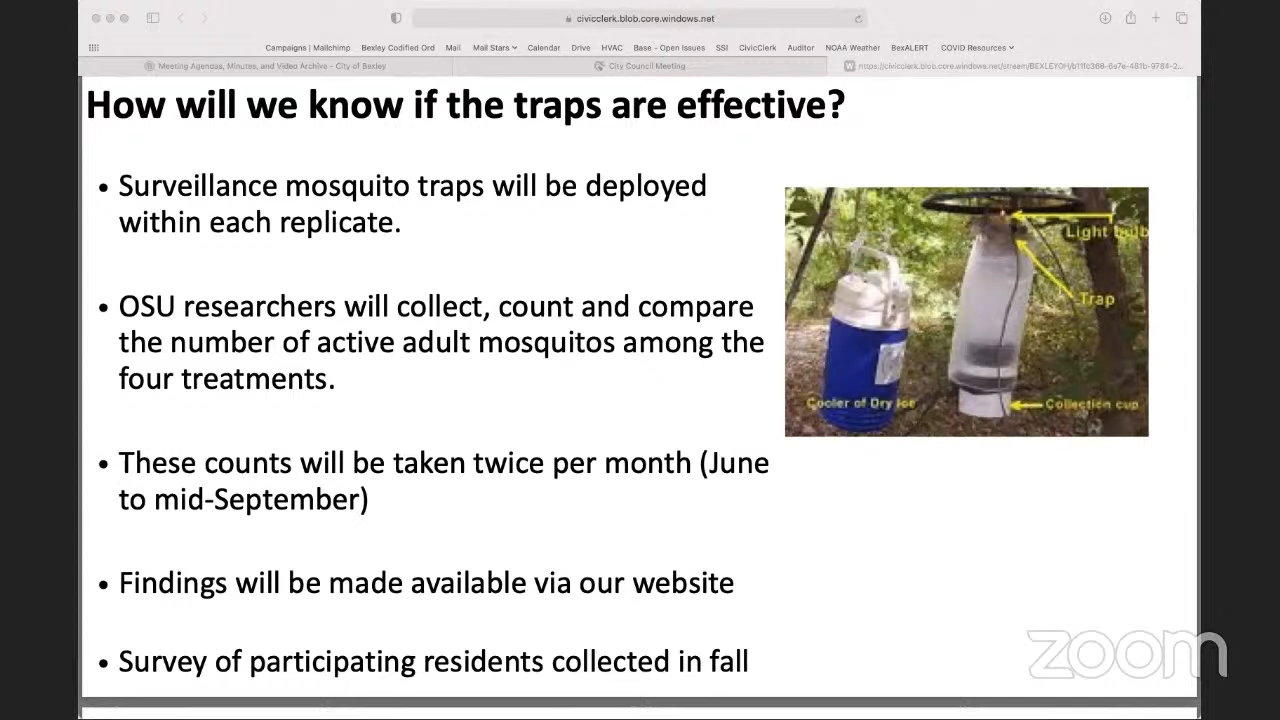 civicclerk.blob.core.windows.net
Campaigns | Mailchimp Bexley Codified Ord Mail Mail Stars Calendar Drive HVAC Base - Open Issues SSI CivicClerk Auditor NOAA Weather BexALERT COVID Resources
Meeting Agendas, Minutes, and Video Archive - City of Bexley City Council Meeting
How will we know if the traps are effective?
• Surveillance mosquito traps will be deployed
within each replicate.
• OSU researchers will collect, count and compare
the number of active adult mosquitos among the
four treatments.
• These counts will be taken twice per month (June
to mid-September)
• Findings will be made available via our website
• Survey of participating residents collected in fall
Light bulb
Trap
Cooler of Dry Ice
Collection cup
zoom